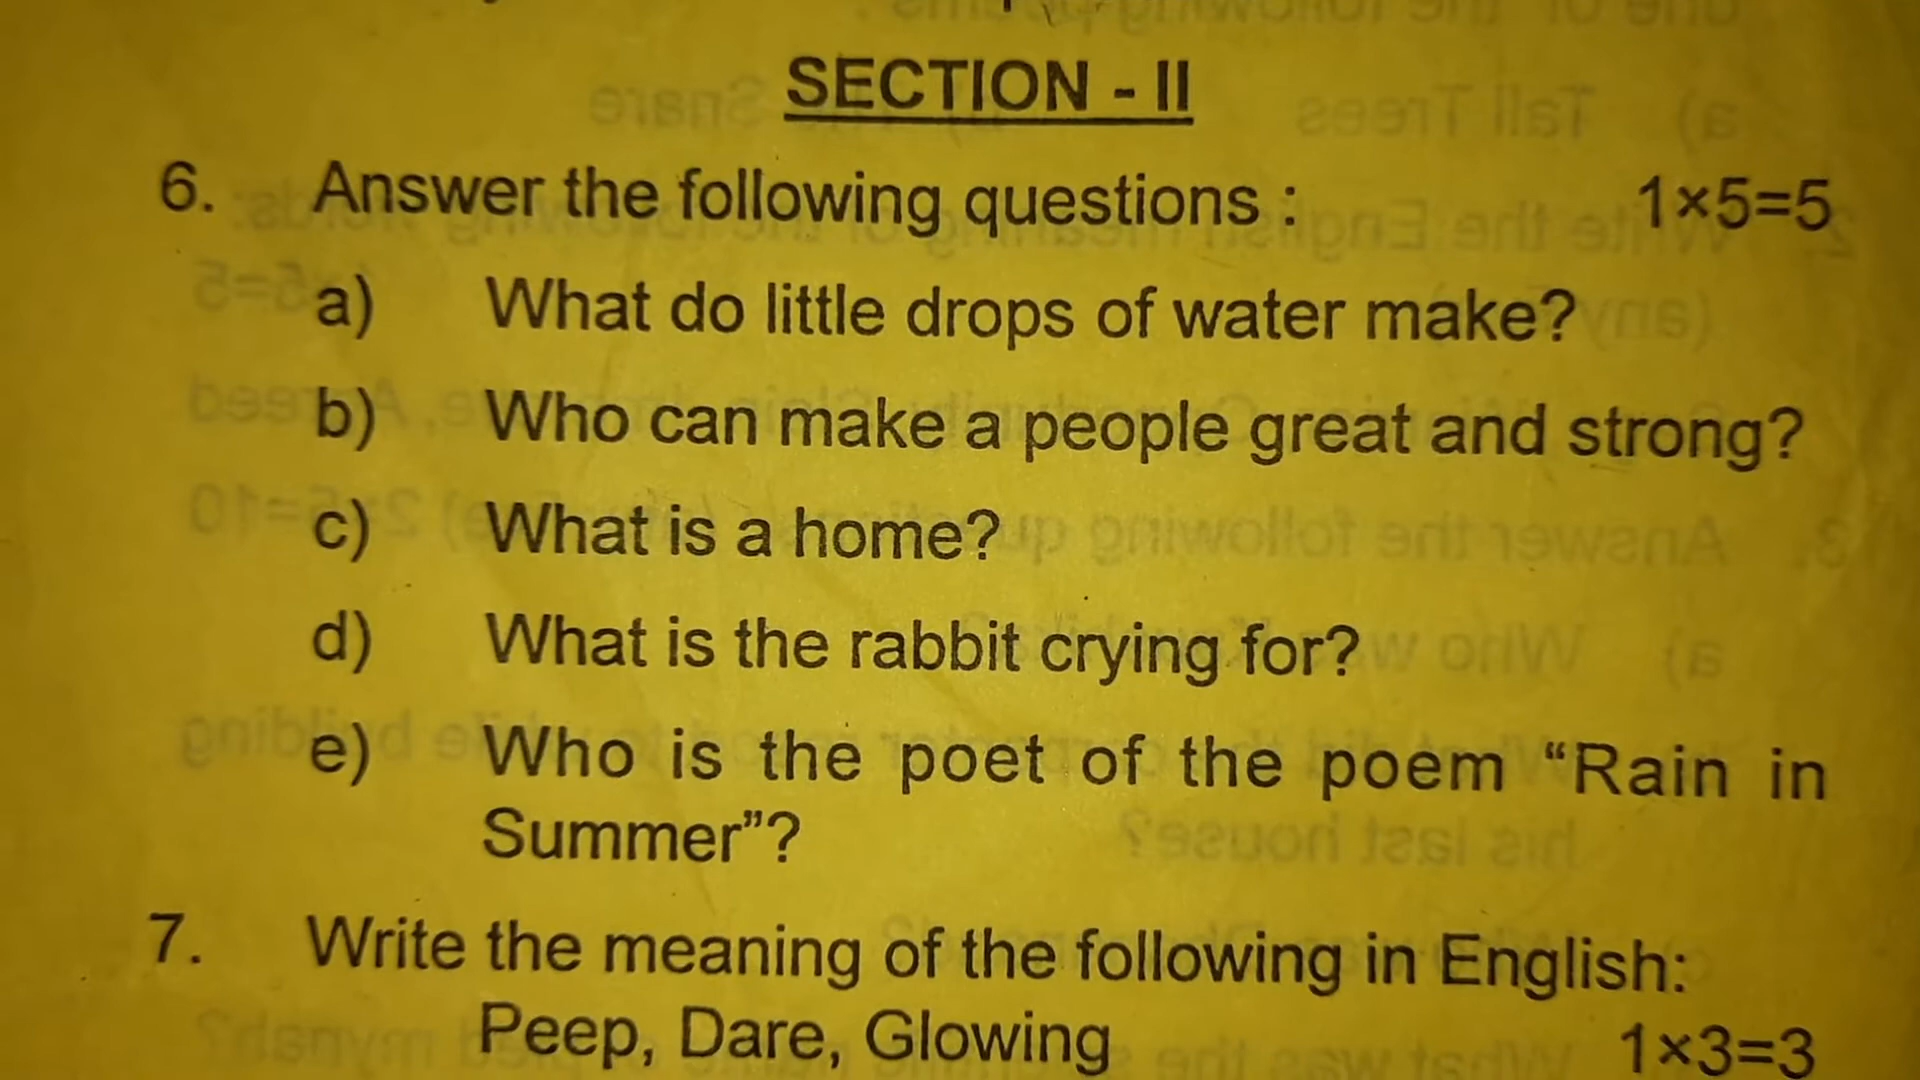 SECTION - II
6. Answer the following questions : 1×5=5
a) What do little drops of water make?
b) Who can make a people great and strong?
c) What is a home?
d) What is the rabbit crying for?
e) Who is the poet of the poem “Rain in
Summer”?
7. Write the meaning of the following in English:
Peep, Dare, Glowing 1×3=3